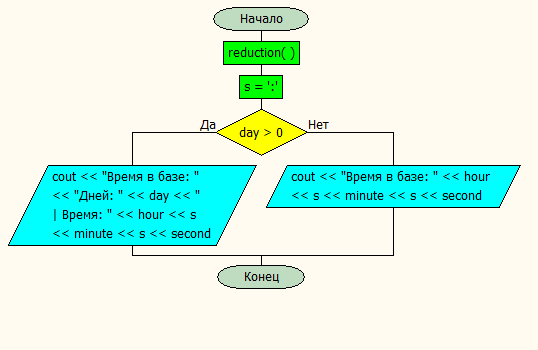 Начало
reduction( )
s = ':'
Да
day > 0
Нет
cout << "Время в базе: "
<< "Дней: " << day << "
| Время: " << hour << s
<< minute << s << second
cout << "Время в базе: " << hour
<< s << minute << s << second
Конец